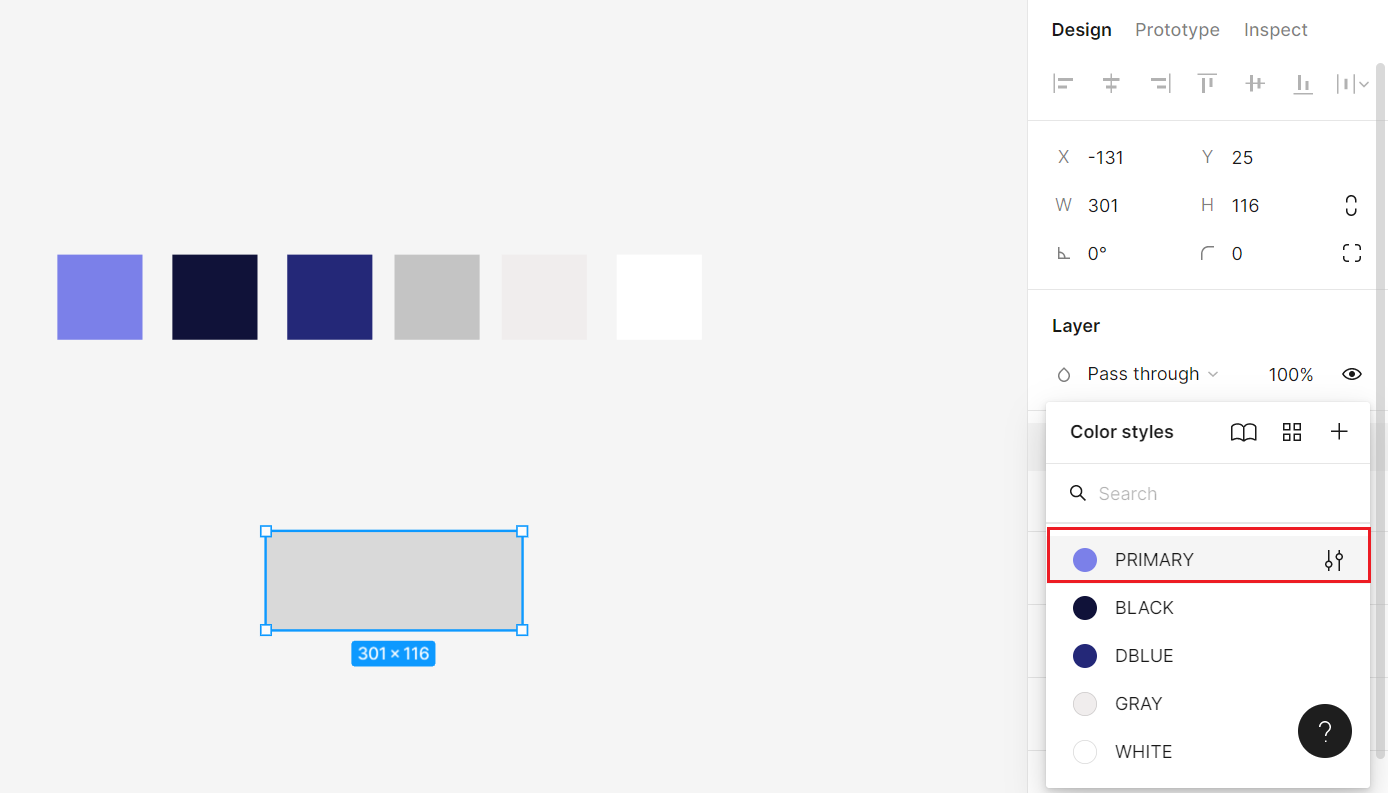 Design Prototype Inspect
X -131 Y 25
W 301 H 116
0° 0
Layer
Pass through 100%
Color styles
Search
PRIMARY
BLACK
DBLUE
GRAY
WHITE
?
301 × 116